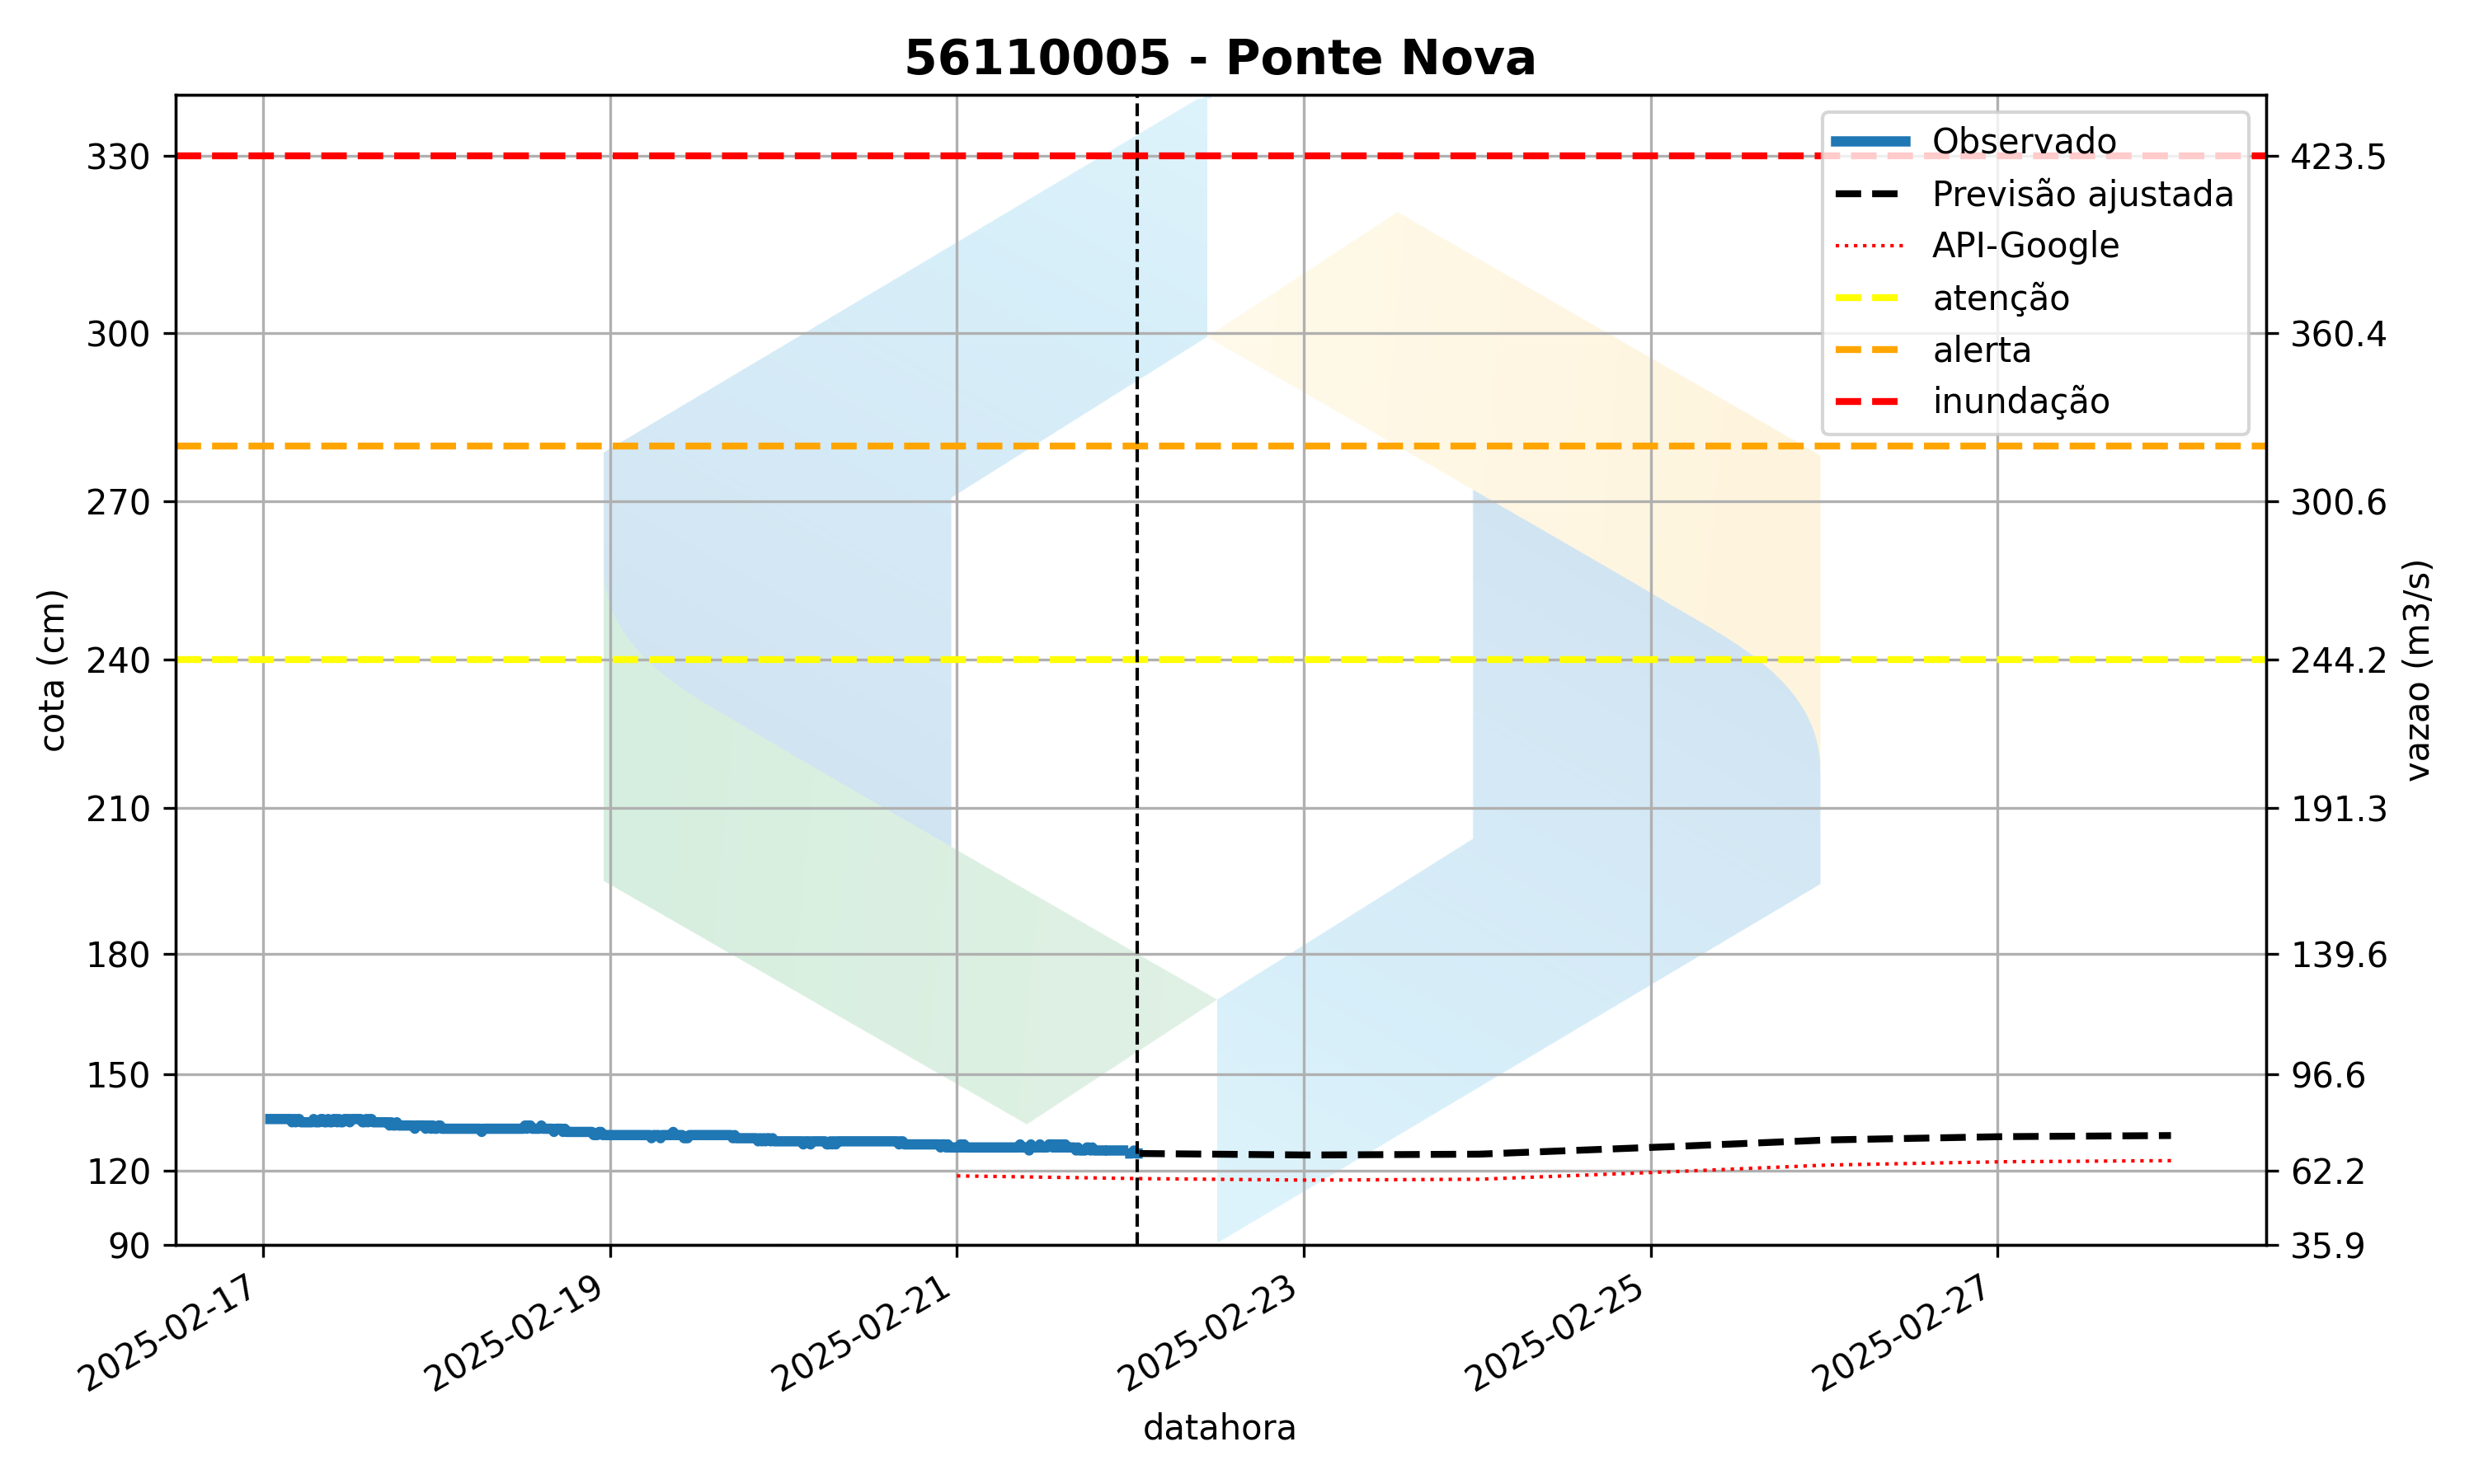 56110005 - Ponte Nova
Observado
Previsão ajustada
API-Google
atenção
alerta
inundação
330
300
270
240
210
180
150
120
90
cota (cm)
423.5
360.4
300.6
244.2
191.3
139.6
96.6
62.2
35.9
vazao (m3/s)
2025-02-17
2025-02-19
2025-02-21
2025-02-23
2025-02-25
2025-02-27
datahora